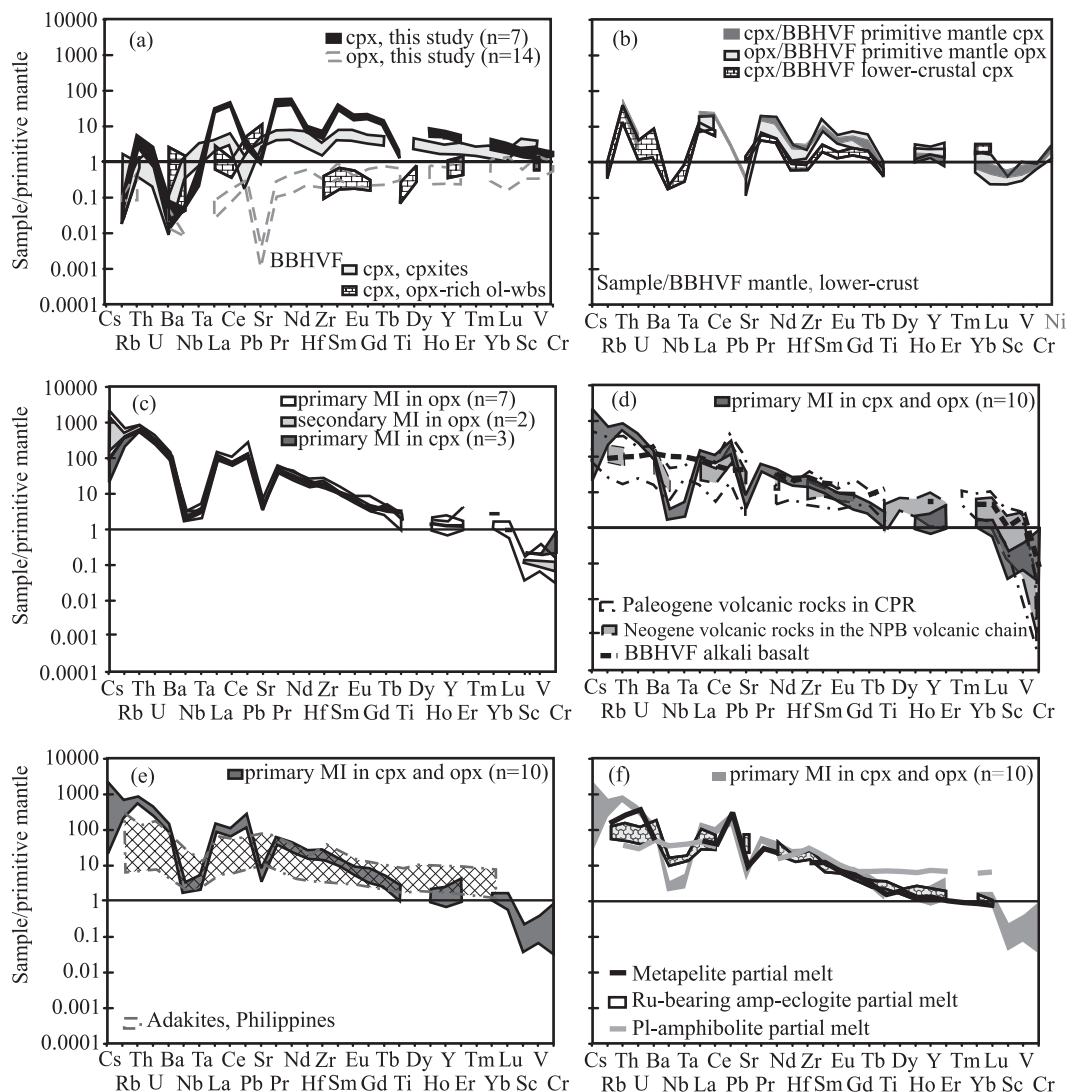 Sample/primitive mantle
10000
1000
100
10
1
0.1
0.01
0.001
0.0001
(a)
cpx, this study (n=7)
opx, this study (n=14)
BBHVF
cpx, cpxites
cpx, opx-rich ol-wbs
Cs Th Ba Ta Ce Sr Nd Zr Eu Tb Dy Y Tm Lu V
Rb U Nb La Pb Pr Hf Sm Gd Ti Ho Er Yb Sc Cr
(b)
cpx/BBHVF primitive mantle cpx
opx/BBHVF primitive mantle opx
cpx/BBHVF lower-crustal cpx
Sample/BBHVF mantle, lower-crust
Cs Th Ba Ta Ce Sr Nd Zr Eu Tb Dy Y Tm Lu V Ni
Rb U Nb La Pb Pr Hf Sm Gd Ti Ho Er Yb Sc Cr
Sample/primitive mantle
10000
1000
100
10
1
0.1
0.01
0.001
0.0001
(c)
primary MI in opx (n=7)
secondary MI in opx (n=2)
primary MI in cpx (n=3)
Cs Th Ba Ta Ce Sr Nd Zr Eu Tb Dy Y Tm Lu V
Rb U Nb La Pb Pr Hf Sm Gd Ti Ho Er Yb Sc Cr
(d)
primary MI in cpx and opx (n=10)
Paleogene volcanic rocks in CPR
Neogene volcanic rocks in the NPB volcanic chain
BBHVF alkali basalt
Cs Th Ba Ta Ce Sr Nd Zr Eu Tb Dy Y Tm Lu V
Rb U Nb La Pb Pr Hf Sm Gd Ti Ho Er Yb Sc Cr
Sample/primitive mantle
10000
1000
100
10
1
0.1
0.01
0.001
0.0001
(e)
primary MI in cpx and opx (n=10)
Adakites, Philippines
Cs Th Ba Ta Ce Sr Nd Zr Eu Tb Dy Y Tm Lu V
Rb U Nb La Pb Pr Hf Sm Gd Ti Ho Er Yb Sc Cr
(f)
primary MI in cpx and opx (n=10)
Metapelite partial melt
Ru-bearing amp-eclogite partial melt
Pl-amphibolite partial melt
Cs Th Ba Ta Ce Sr Nd Zr Eu Tb Dy Y Tm Lu V
Rb U Nb La Pb Pr Hf Sm Gd Ti Ho Er Yb Sc Cr